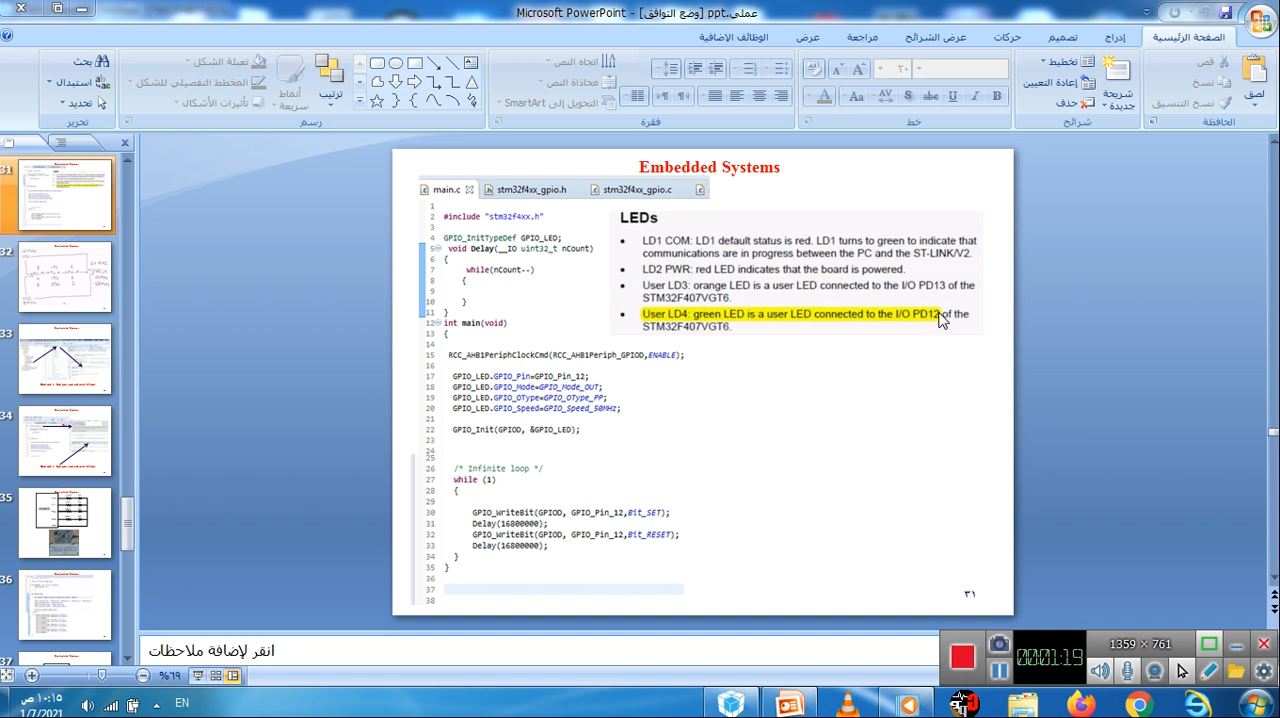 عملي.ppt [وضع التوافق] - Microsoft PowerPoint
الصفحة الرئيسية
إدراج
تصميم
حركات
عرض الشرائح
مراجعة
عرض
الوظائف الإضافية
لصق
قص
نسخ
نسخ التنسيق
الحافظة
شريحة جديدة
تخطيط
إعادة التعيين
حذف
شرائح
٢٠
خط
فقرة
اتجاه النص
محاذاة النص
التحويل إلى SmartArt
ترتيب
أنماط سريعة
تعبئة الشكل
المخطط التفصيلي للشكل
تأثيرات الأشكال
رسم
بحث
استبدال
تحديد
تحرير
31
32
33
34
35
36
37
Embedded Systems
main.c
stm32f4xx_gpio.h
stm32f4xx_gpio.c
1
2 #include "stm32f4xx.h"
3
4 GPIO_InitTypeDef GPIO_LED;
5 void Delay(__IO uint32_t nCount)
6 {
7 while(nCount--)
8 {
9
10 }
11 }
12 int main(void)
13 {
14
15 RCC_AHB1PeriphClockCmd(RCC_AHB1Periph_GPIOD,ENABLE);
16
17 GPIO_LED.GPIO_Pin=GPIO_Pin_12;
18 GPIO_LED.GPIO_Mode=GPIO_Mode_OUT;
19 GPIO_LED.GPIO_OType=GPIO_OType_PP;
20 GPIO_LED.GPIO_Speed=GPIO_Speed_50MHz;
21
22 GPIO_Init(GPIOD, &GPIO_LED);
23
24
25
26 /* Infinite loop */
27 while (1)
28 {
29
30 GPIO_WriteBit(GPIOD, GPIO_Pin_12,Bit_SET);
31 Delay(16800000);
32 GPIO_WriteBit(GPIOD, GPIO_Pin_12,Bit_RESET);
33 Delay(16800000);
34 }
35 }
36
37
38
LEDs
• LD1 COM: LD1 default status is red. LD1 turns to green to indicate that
communications are in progress between the PC and the ST-LINK/V2.
• LD2 PWR: red LED indicates that the board is powered.
• User LD3: orange LED is a user LED connected to the I/O PD13 of the
STM32F407VGT6.
• User LD4: green LED is a user LED connected to the I/O PD12 of the
STM32F407VGT6.
٣١
انقر لإضافة ملاحظات
1359 × 761
000:01:19
%٦٩
EN
١٠:١٥ ص
1/7/2021